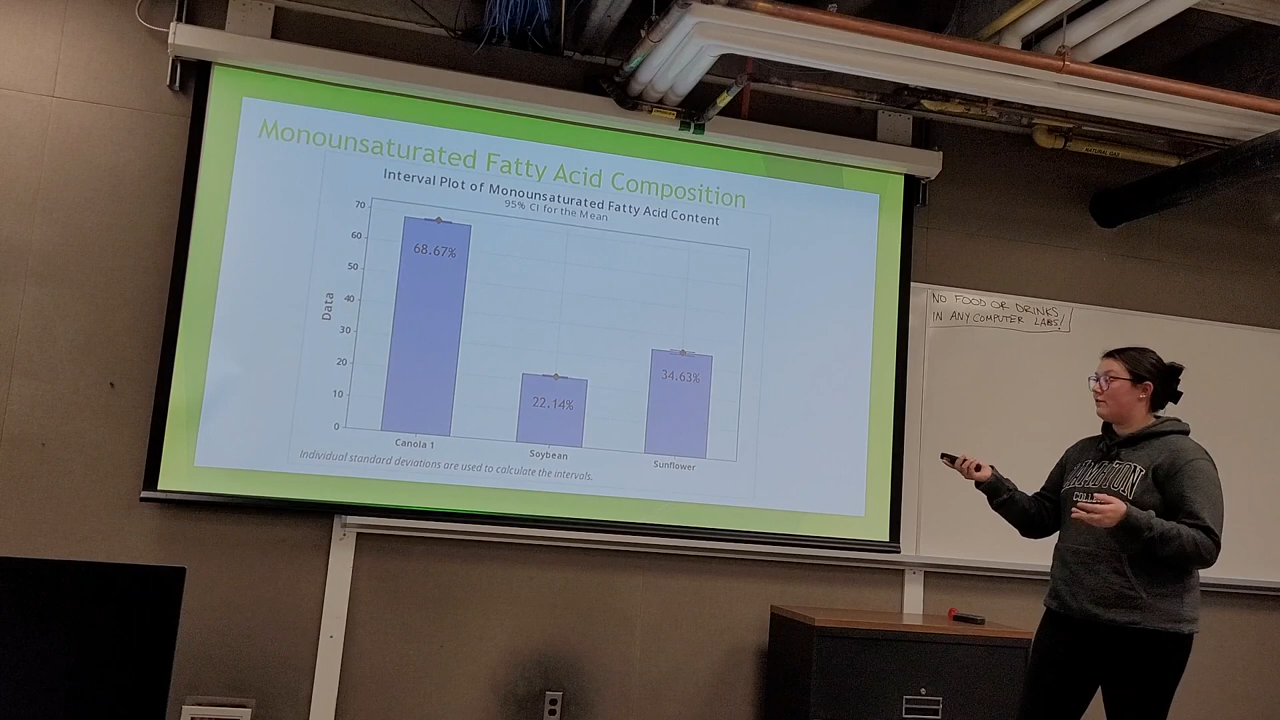 Monounsaturated Fatty Acid Composition
Interval Plot of Monounsaturated Fatty Acid Content
95% CI for the Mean
70
60
50
40
30
20
10
0
Data
68.67%
22.14%
34.63%
Canola 1
Soybean
Sunflower
Individual standard deviations are used to calculate the intervals.
NO FOOD OR DRINKS
IN ANY COMPUTER LABS!
NATURAL GAS